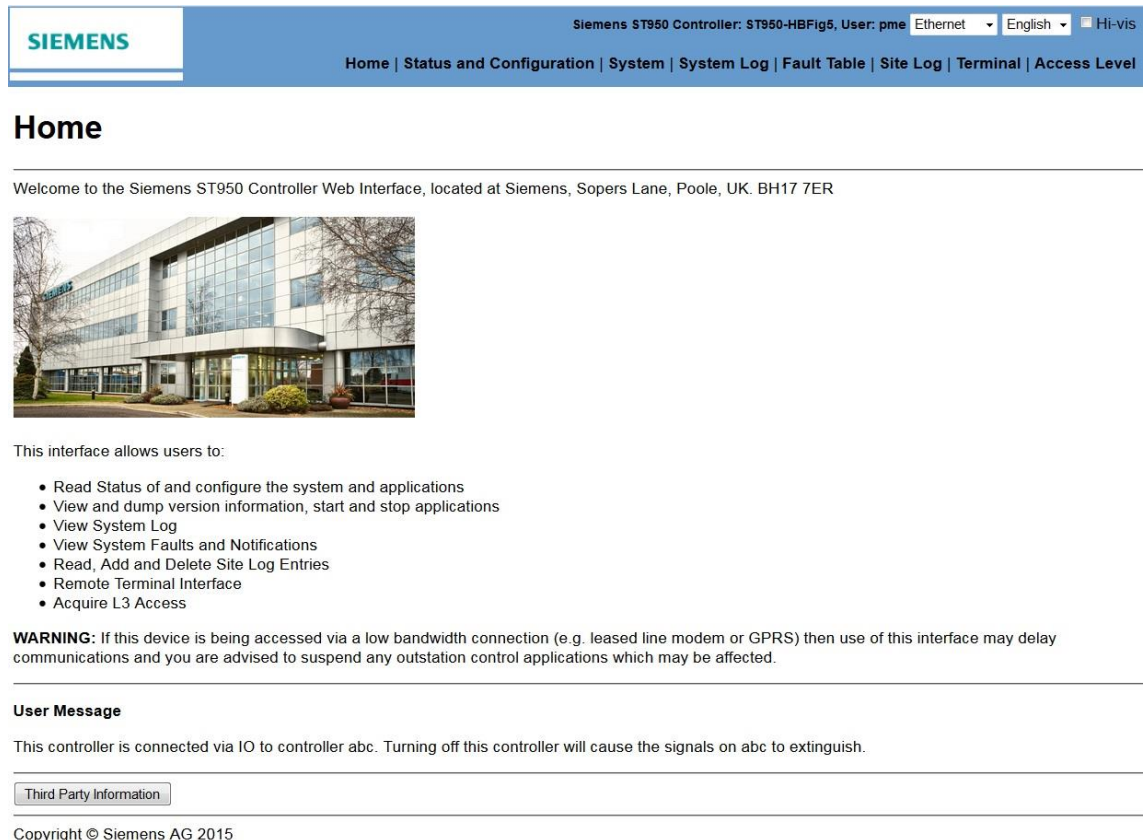 SIEMENS
Siemens ST950 Controller: ST950-HBFig5, User: pme Ethernet English Hi-vis
Home | Status and Configuration | System | System Log | Fault Table | Site Log | Terminal | Access Level
Home
Welcome to the Siemens ST950 Controller Web Interface, located at Siemens, Sopers Lane, Poole, UK. BH17 7ER
SIEMENS
This interface allows users to:
• Read Status of and configure the system and applications
• View and dump version information, start and stop applications
• View System Log
• View System Faults and Notifications
• Read, Add and Delete Site Log Entries
• Remote Terminal Interface
• Acquire L3 Access
WARNING: If this device is being accessed via a low bandwidth connection (e.g. leased line modem or GPRS) then use of this interface may delay
communications and you are advised to suspend any outstation control applications which may be affected.
User Message
This controller is connected via IO to controller abc. Turning off this controller will cause the signals on abc to extinguish.
Third Party Information
Copyright © Siemens AG 2015